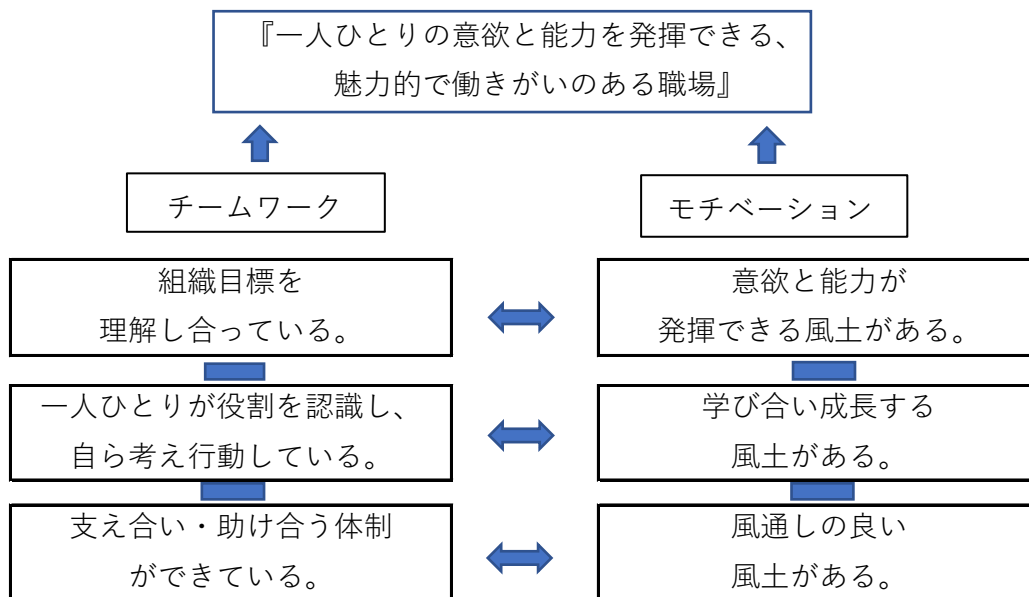 『一人ひとりの意欲と能力を発揮できる、
魅力的で働きがいのある職場』
チームワーク
モチベーション
組織目標を
理解し合っている。
意欲と能力が
発揮できる風土がある。
一人ひとりが役割を認識し、
自ら考え行動している。
学び合い成長する
風土がある。
支え合い・助け合う体制
ができている。
風通しの良い
風土がある。